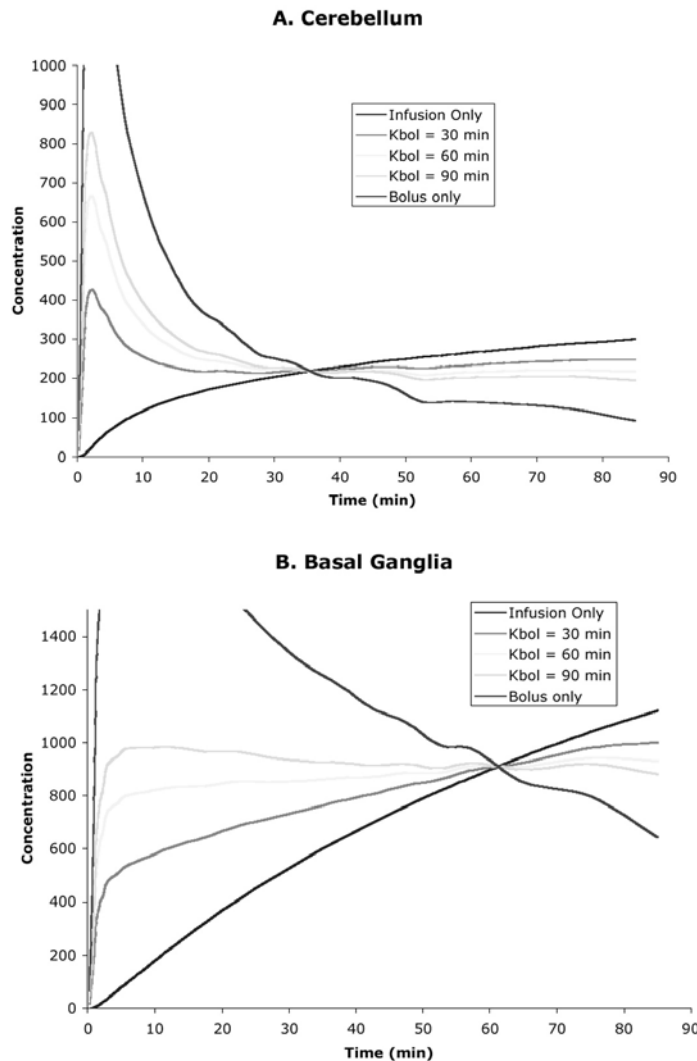 A. Cerebellum
1000
900
800
700
600
500
400
300
200
100
0
Concentration
Infusion Only
Kbol = 30 min
Kbol = 60 min
Kbol = 90 min
Bolus only
0 10 20 30 40 50 60 70 80 90
Time (min)
B. Basal Ganglia
1400
1200
1000
800
600
400
200
0
Concentration
Infusion Only
Kbol = 30 min
Kbol = 60 min
Kbol = 90 min
Bolus only
0 10 20 30 40 50 60 70 80 90
Time (min)